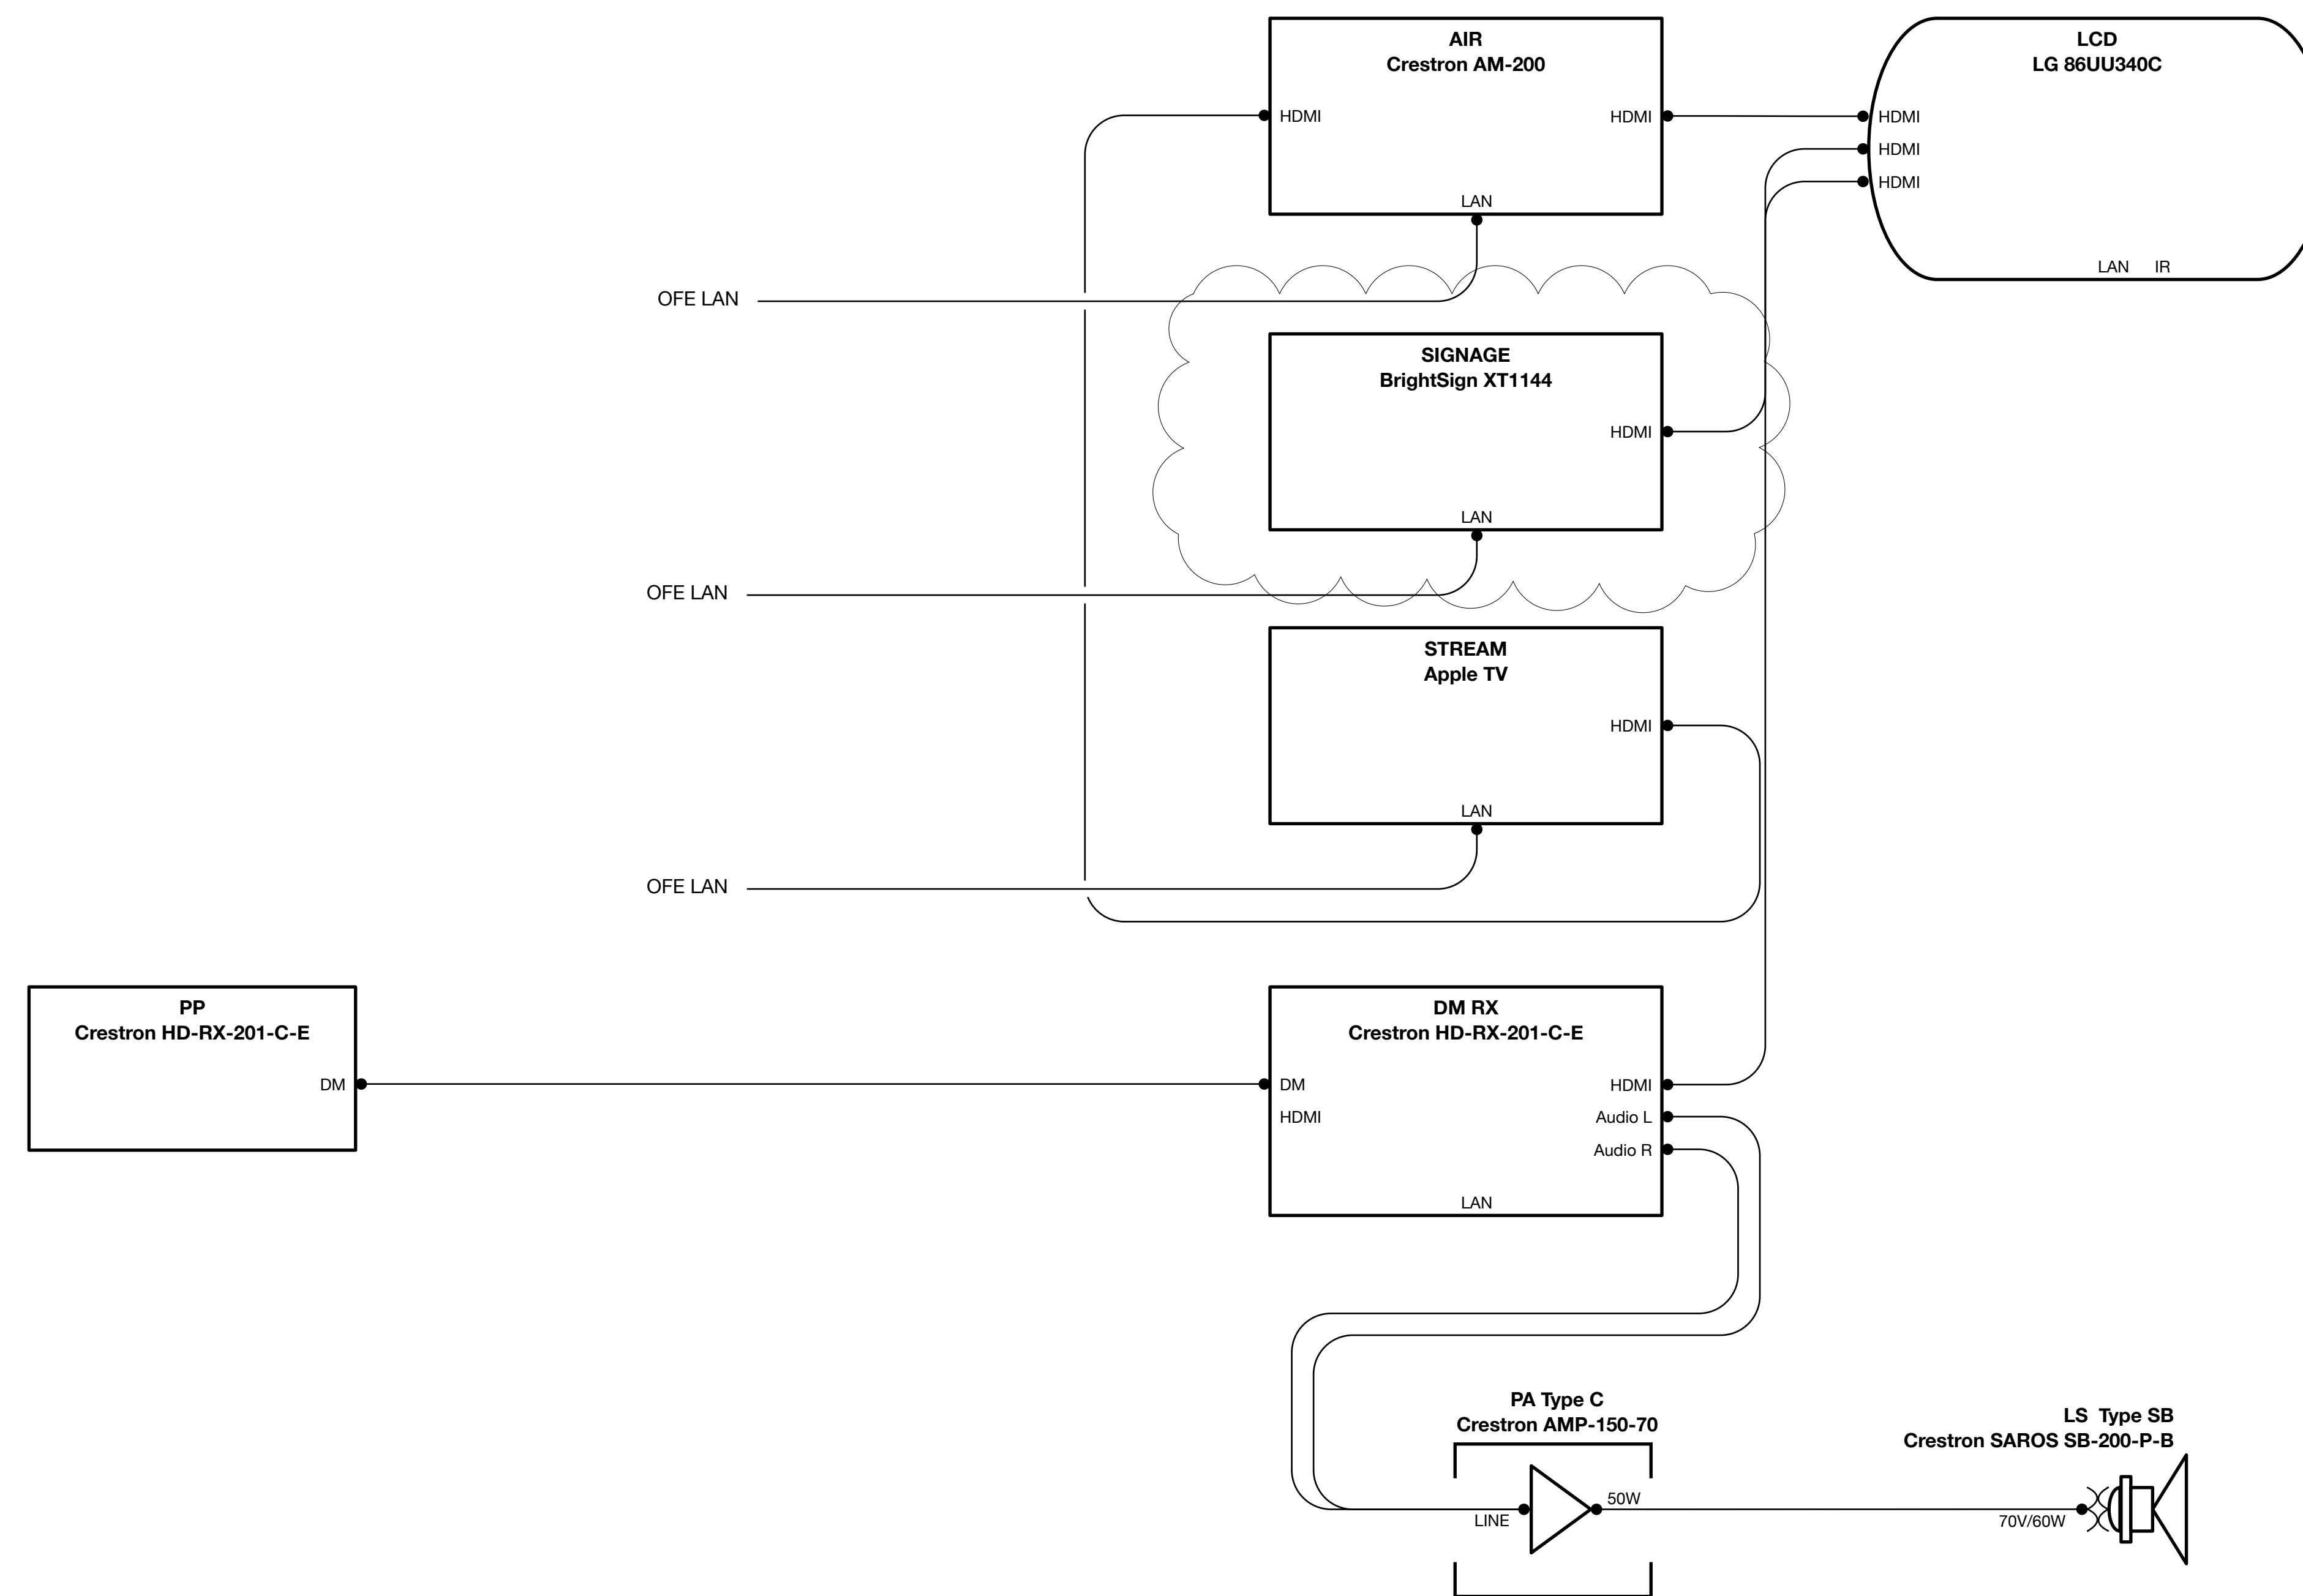 AIR
Crestron AM-200
HDMI
HDMI
LAN
LCD
LG 86UU340C
HDMI
HDMI
HDMI
LAN IR
OFE LAN
SIGNAGE
BrightSign XT1144
HDMI
LAN
OFE LAN
STREAM
Apple TV
HDMI
LAN
OFE LAN
PP
Crestron HD-RX-201-C-E
DM
DM RX
Crestron HD-RX-201-C-E
DM
HDMI
HDMI
Audio L
Audio R
LAN
PA Type C
Crestron AMP-150-70
LINE
50W
LS Type SB
Crestron SAROS SB-200-P-B
70V/60W